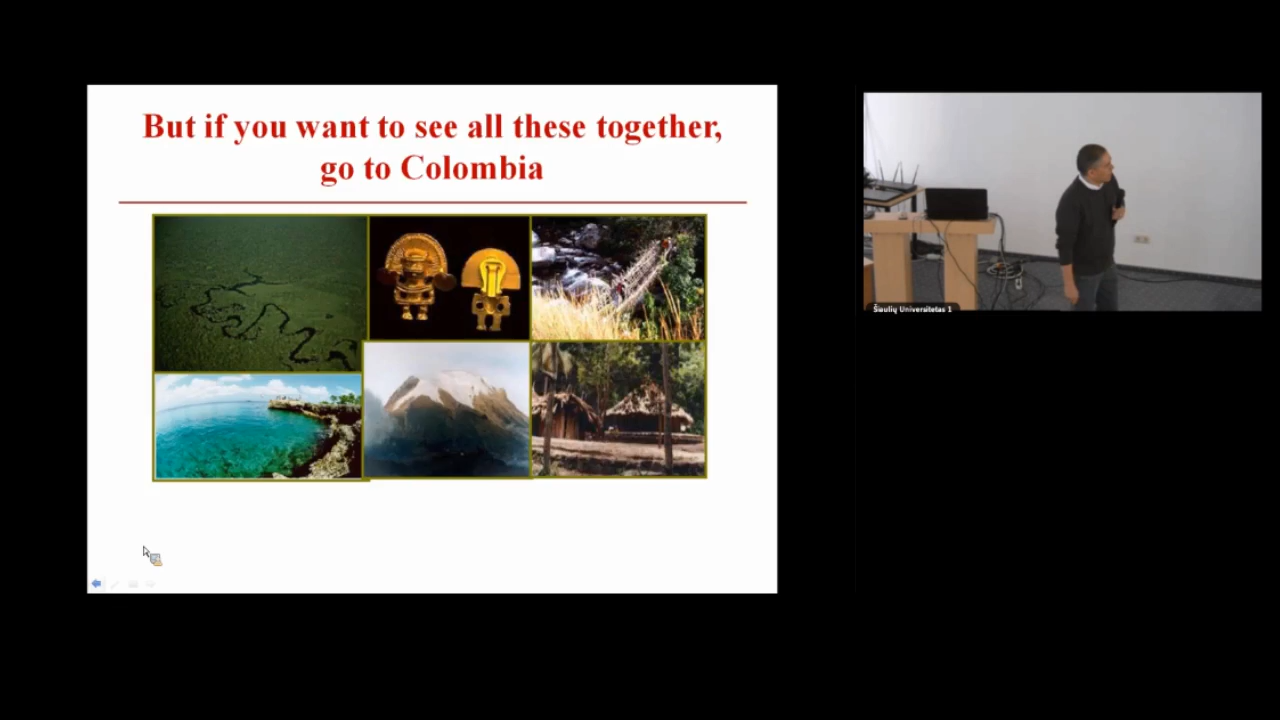 But if you want to see all these together,
go to Colombia
Šiaulių Universitetas 1